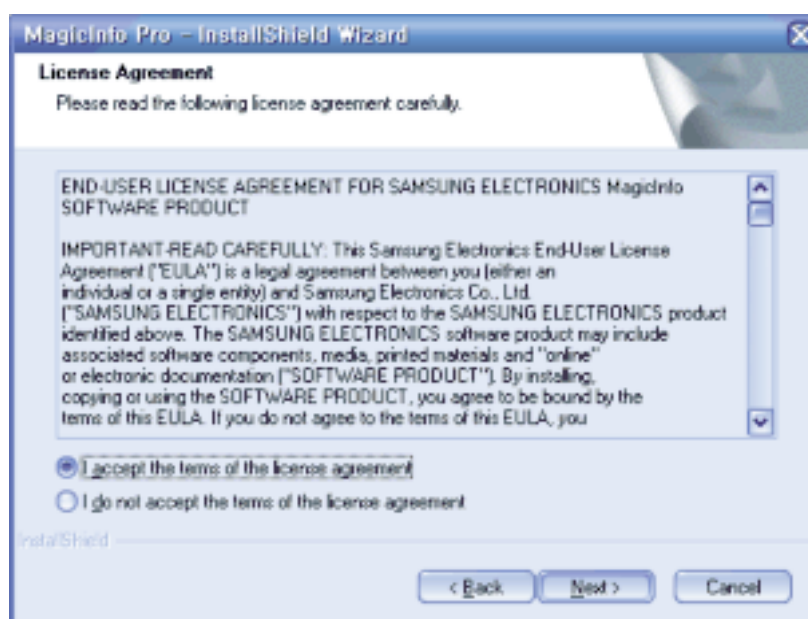 MagicInfo Pro - InstallShield Wizard
License Agreement
Please read the following license agreement carefully.
END-USER LICENSE AGREEMENT FOR SAMSUNG ELECTRONICS MagicInfo
SOFTWARE PRODUCT
IMPORTANT-READ CAREFULLY: This Samsung Electronics End-User License
Agreement ("EULA") is a legal agreement between you (either an
individual or a single entity) and Samsung Electronics Co., Ltd.
("SAMSUNG ELECTRONICS") with respect to the SAMSUNG ELECTRONICS product
identified above. The SAMSUNG ELECTRONICS software product may include
associated software components, media, printed materials and "online"
or electronic documentation ("SOFTWARE PRODUCT"). By installing,
copying or using the SOFTWARE PRODUCT, you agree to be bound by the
terms of this EULA. If you do not agree to the terms of this EULA, you
I accept the terms of the license agreement
I do not accept the terms of the license agreement
InstallShield
< Back
Next >
Cancel